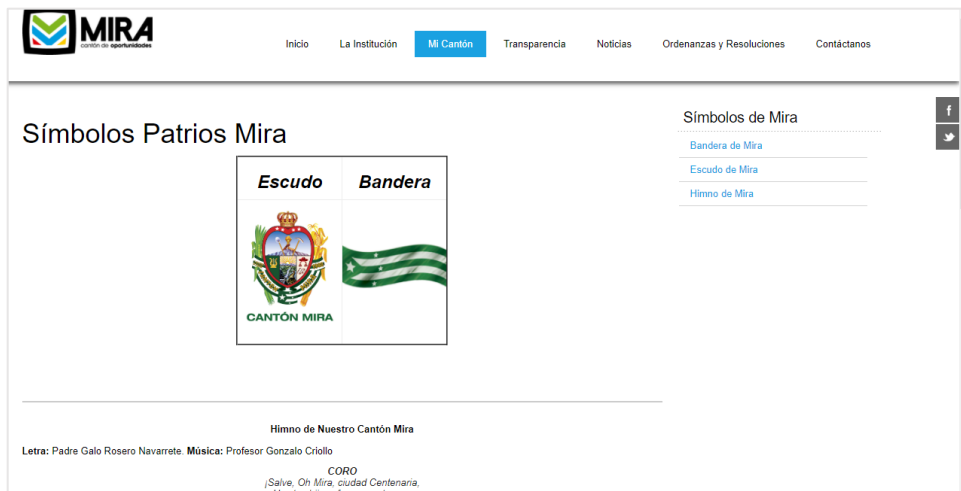 MIRA
cantón de oportunidades
Inicio La Institución Mi Cantón Transparencia Noticias Ordenanzas y Resoluciones Contáctanos
Símbolos Patrios Mira
Escudo Bandera
CANTÓN MIRA
Himno de Nuestro Cantón Mira
Letra: Padre Galo Rosero Navarrete. Música: Profesor Gonzalo Criollo
CORO
¡Salve, Oh Mira, ciudad Centenaria,
Símbolos de Mira
Bandera de Mira
Escudo de Mira
Himno de Mira
f